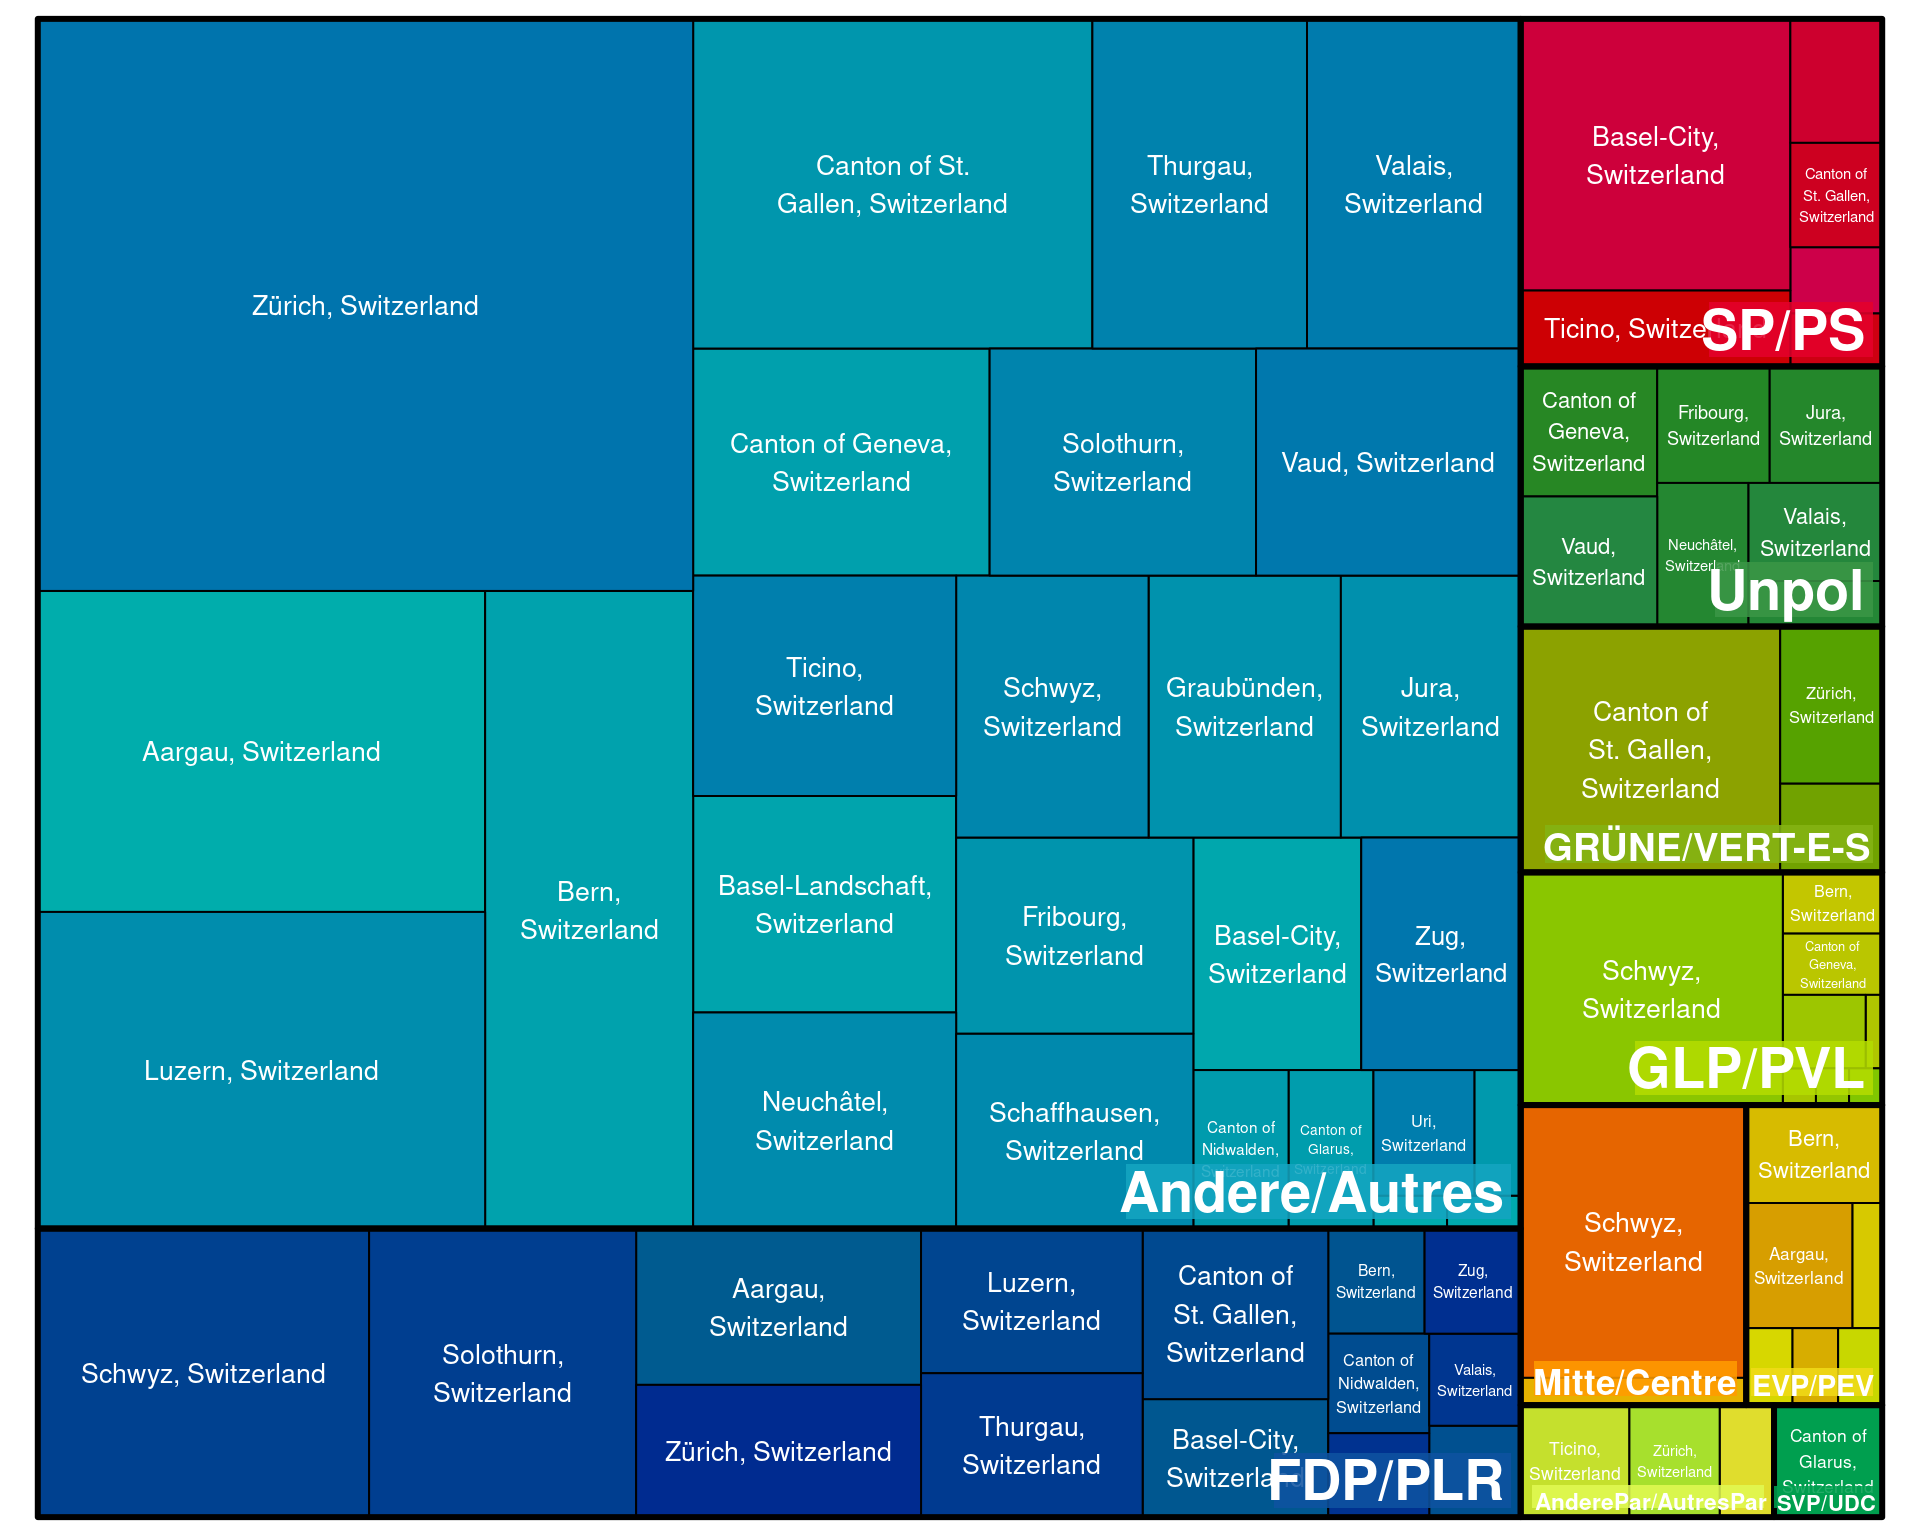 Zürich, Switzerland
Aargau, Switzerland
Luzern, Switzerland
Bern,
Switzerland
Canton of St.
Gallen, Switzerland
Thurgau,
Switzerland
Valais,
Switzerland
Canton of Geneva,
Switzerland
Solothurn,
Switzerland
Vaud, Switzerland
Ticino,
Switzerland
Schwyz,
Switzerland
Graubünden,
Switzerland
Jura,
Switzerland
Basel-Landschaft,
Switzerland
Neuchâtel,
Switzerland
Fribourg,
Switzerland
Schaffhausen,
Switzerland
Basel-City,
Switzerland
Zug,
Switzerland
Canton of
Nidwalden,
Switzerland
Canton of
Glarus,
Switzerland
Uri,
Switzerland
Andere/Autres
Schwyz, Switzerland
Solothurn,
Switzerland
Aargau,
Switzerland
Zürich, Switzerland
Luzern,
Switzerland
Thurgau,
Switzerland
Canton of
St. Gallen,
Switzerland
Basel-City,
Switzerland
Bern,
Switzerland
Zug,
Switzerland
Canton of
Nidwalden,
Switzerland
Valais,
Switzerland
FDP/PLR
Basel-City,
Switzerland
Canton of
St. Gallen,
Switzerland
Ticino, Switzerland
SP/PS
Canton of
Geneva,
Switzerland
Fribourg,
Switzerland
Jura,
Switzerland
Vaud,
Switzerland
Neuchâtel,
Switzerland
Valais,
Switzerland
Unpol
Canton of
St. Gallen,
Switzerland
Zürich,
Switzerland
GRÜNE/VERT-E-S
Schwyz,
Switzerland
Bern,
Switzerland
Canton of
Geneva,
Switzerland
GLP/PVL
Schwyz,
Switzerland
Mitte/Centre
Bern,
Switzerland
Aargau,
Switzerland
EVP/PEV
Ticino,
Switzerland
Zürich,
Switzerland
AnderePar/AutresPar
Canton of
Glarus,
Switzerland
SVP/UDC